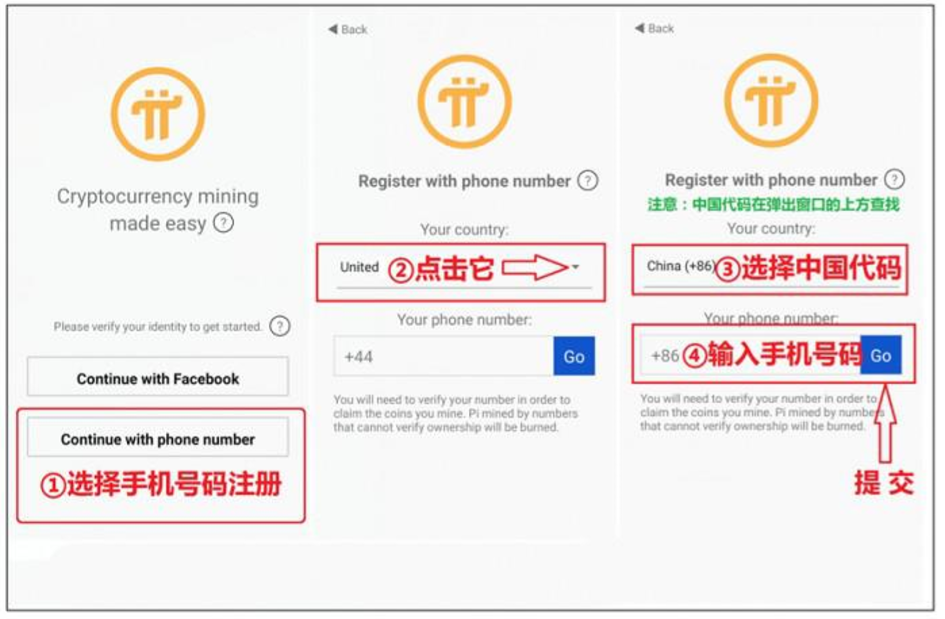 Cryptocurrency mining
made easy ?
Please verify your identity to get started. ?
Continue with Facebook
Continue with phone number
①选择手机号码注册
Back
Register with phone number ?
Your country:
United ②点击它
Your phone number:
+44 Go
You will need to verify your number in order to
claim the coins you mine. Pi mined by numbers
that cannot verify ownership will be burned.
Back
Register with phone number ?
注意：中国代码在弹出窗口的上方查找
Your country:
China (+86) ③选择中国代码
Your phone number:
+86 ④输入手机号码 Go
You will need to verify your number in order to
claim the coins you mine. Pi mined by numbers
that cannot verify ownership will be burned.
提交